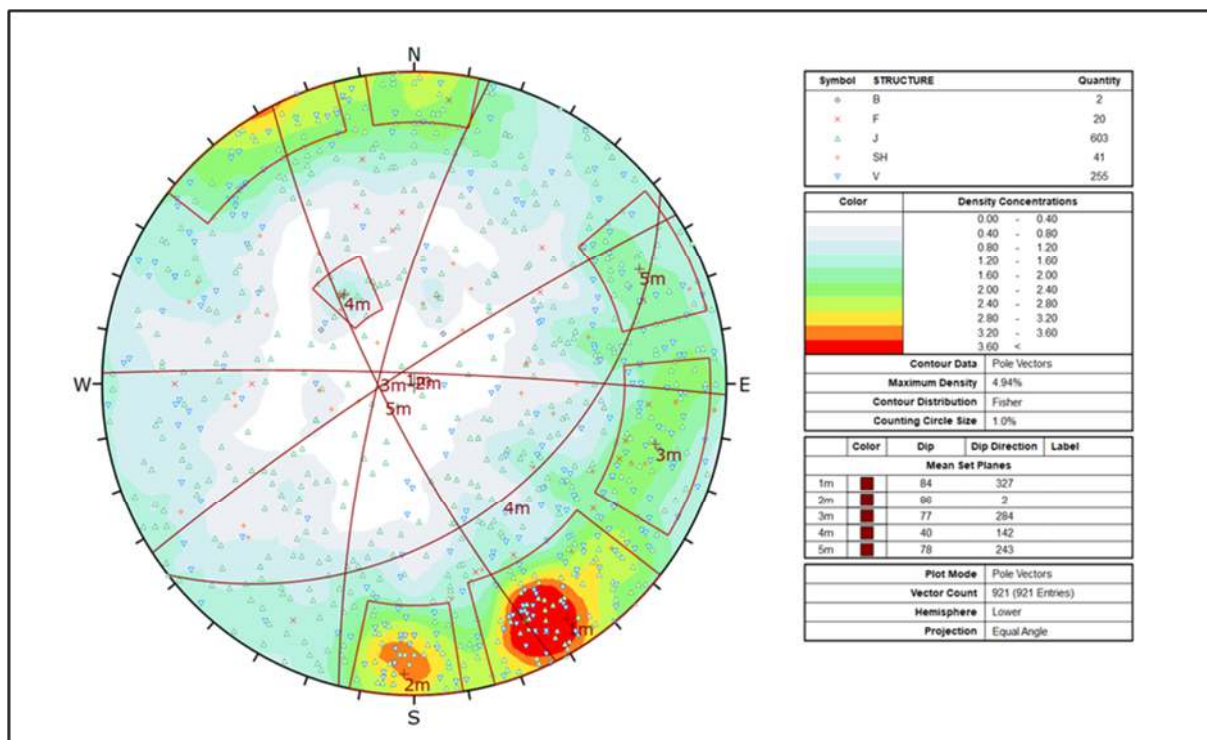 N
W
E
S
4m
5m
3m
1m
2m
5m
3m
4m
2m
Symbol STRUCTURE Quantity
B 2
F 20
J 603
SH 41
V 255
Color Density Concentrations
0.00 - 0.40
0.40 - 0.80
0.80 - 1.20
1.20 - 1.60
1.60 - 2.00
2.00 - 2.40
2.40 - 2.80
2.80 - 3.20
3.20 - 3.60
3.60 <
Contour Data Pole Vectors
Maximum Density 4.94%
Contour Distribution Fisher
Counting Circle Size 1.0%
Color Dip Dip Direction Label
Mean Set Planes
1m 84 327
2m 2
3m 77 284
4m 40 142
5m 78 243
Plot Mode Pole Vectors
Vector Count 921 (921 Entries)
Hemisphere Lower
Projection Equal Angle